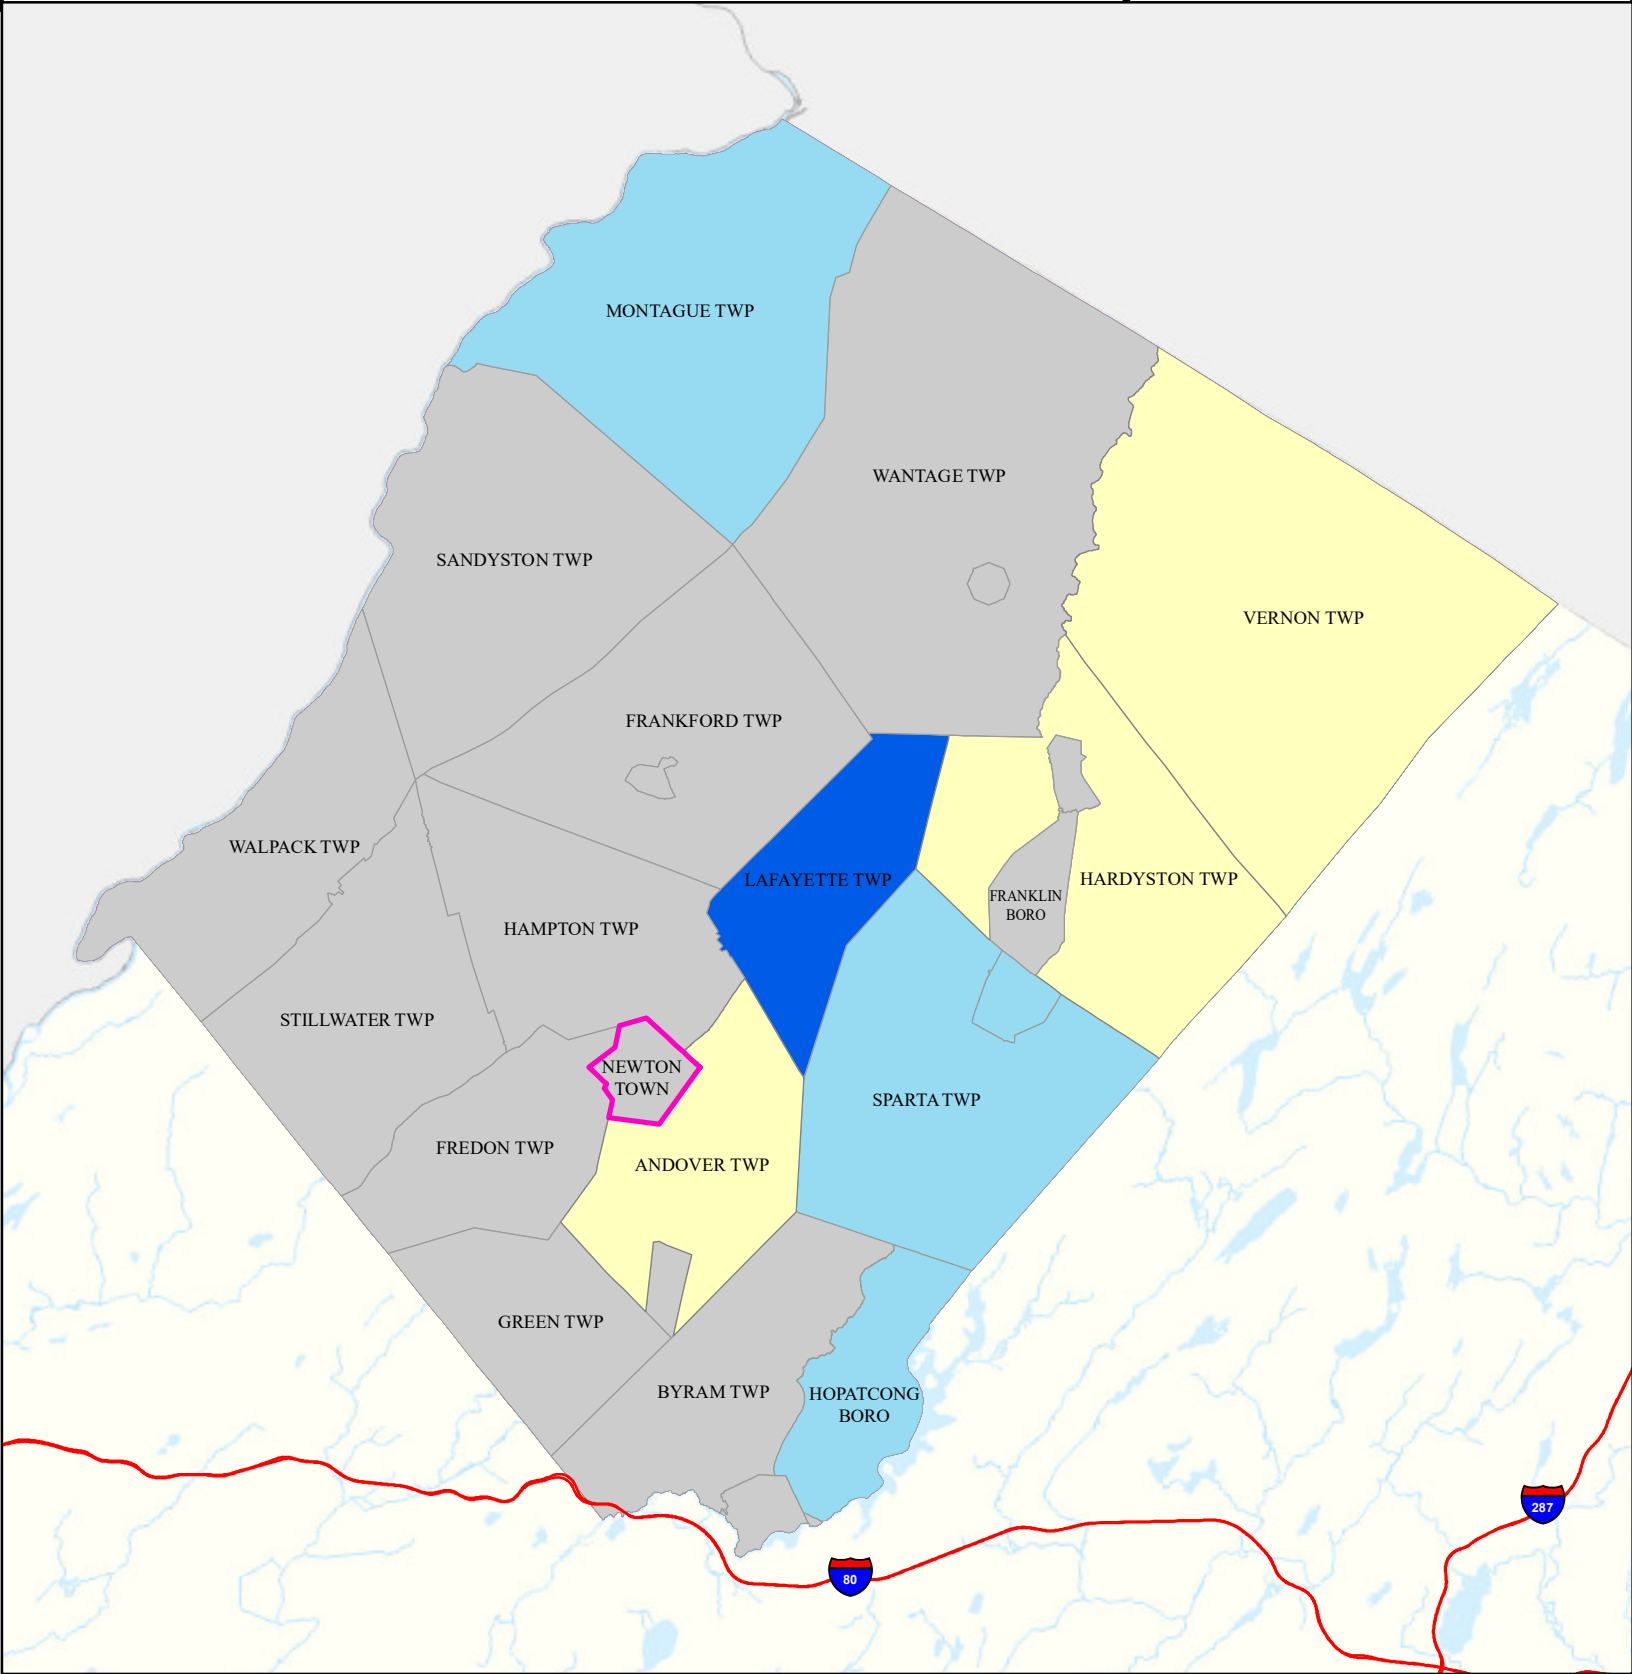 MONTAGUE TWP
WANTAGE TWP
SANDYSTON TWP
VERNON TWP
FRANKFORD TWP
WALPACK TWP
LAFAYETTE TWP
HARDYSTON TWP
FRANKLIN
BORO
HAMPTON TWP
STILLWATER TWP
NEWTON
TOWN
SPARTA TWP
FREDON TWP
ANDOVER TWP
GREEN TWP
BYRAM TWP
HOPATCONG
BORO
287
80